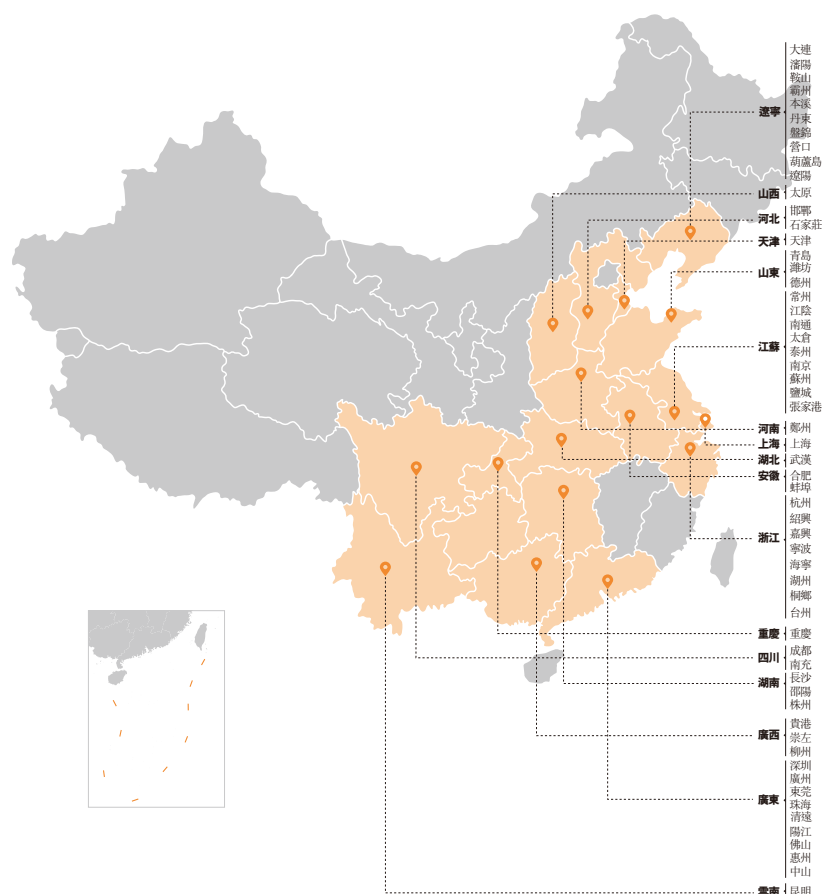 遼寧
大連
瀋陽
鞍山
霸州
本溪
丹東
盤錦
营口
葫蘆島
遼陽
山西
太原
河北
邯鄲
石家莊
天津
天津
山東
青島
濰坊
德州
江蘇
常州
江陰
南通
太倉
泰州
南京
蘇州
鹽城
張家港
河南
鄭州
上海
上海
湖北
武漢
安徽
合肥
蚌埠
浙江
杭州
紹興
嘉興
寧波
海寧
湖州
桐鄉
台州
重慶
重慶
四川
成都
南充
湖南
長沙
邵陽
株州
廣西
貴港
崇左
柳州
廣東
深圳
廣州
東莞
珠海
清遠
陽江
佛山
惠州
中山
雲南
昆明